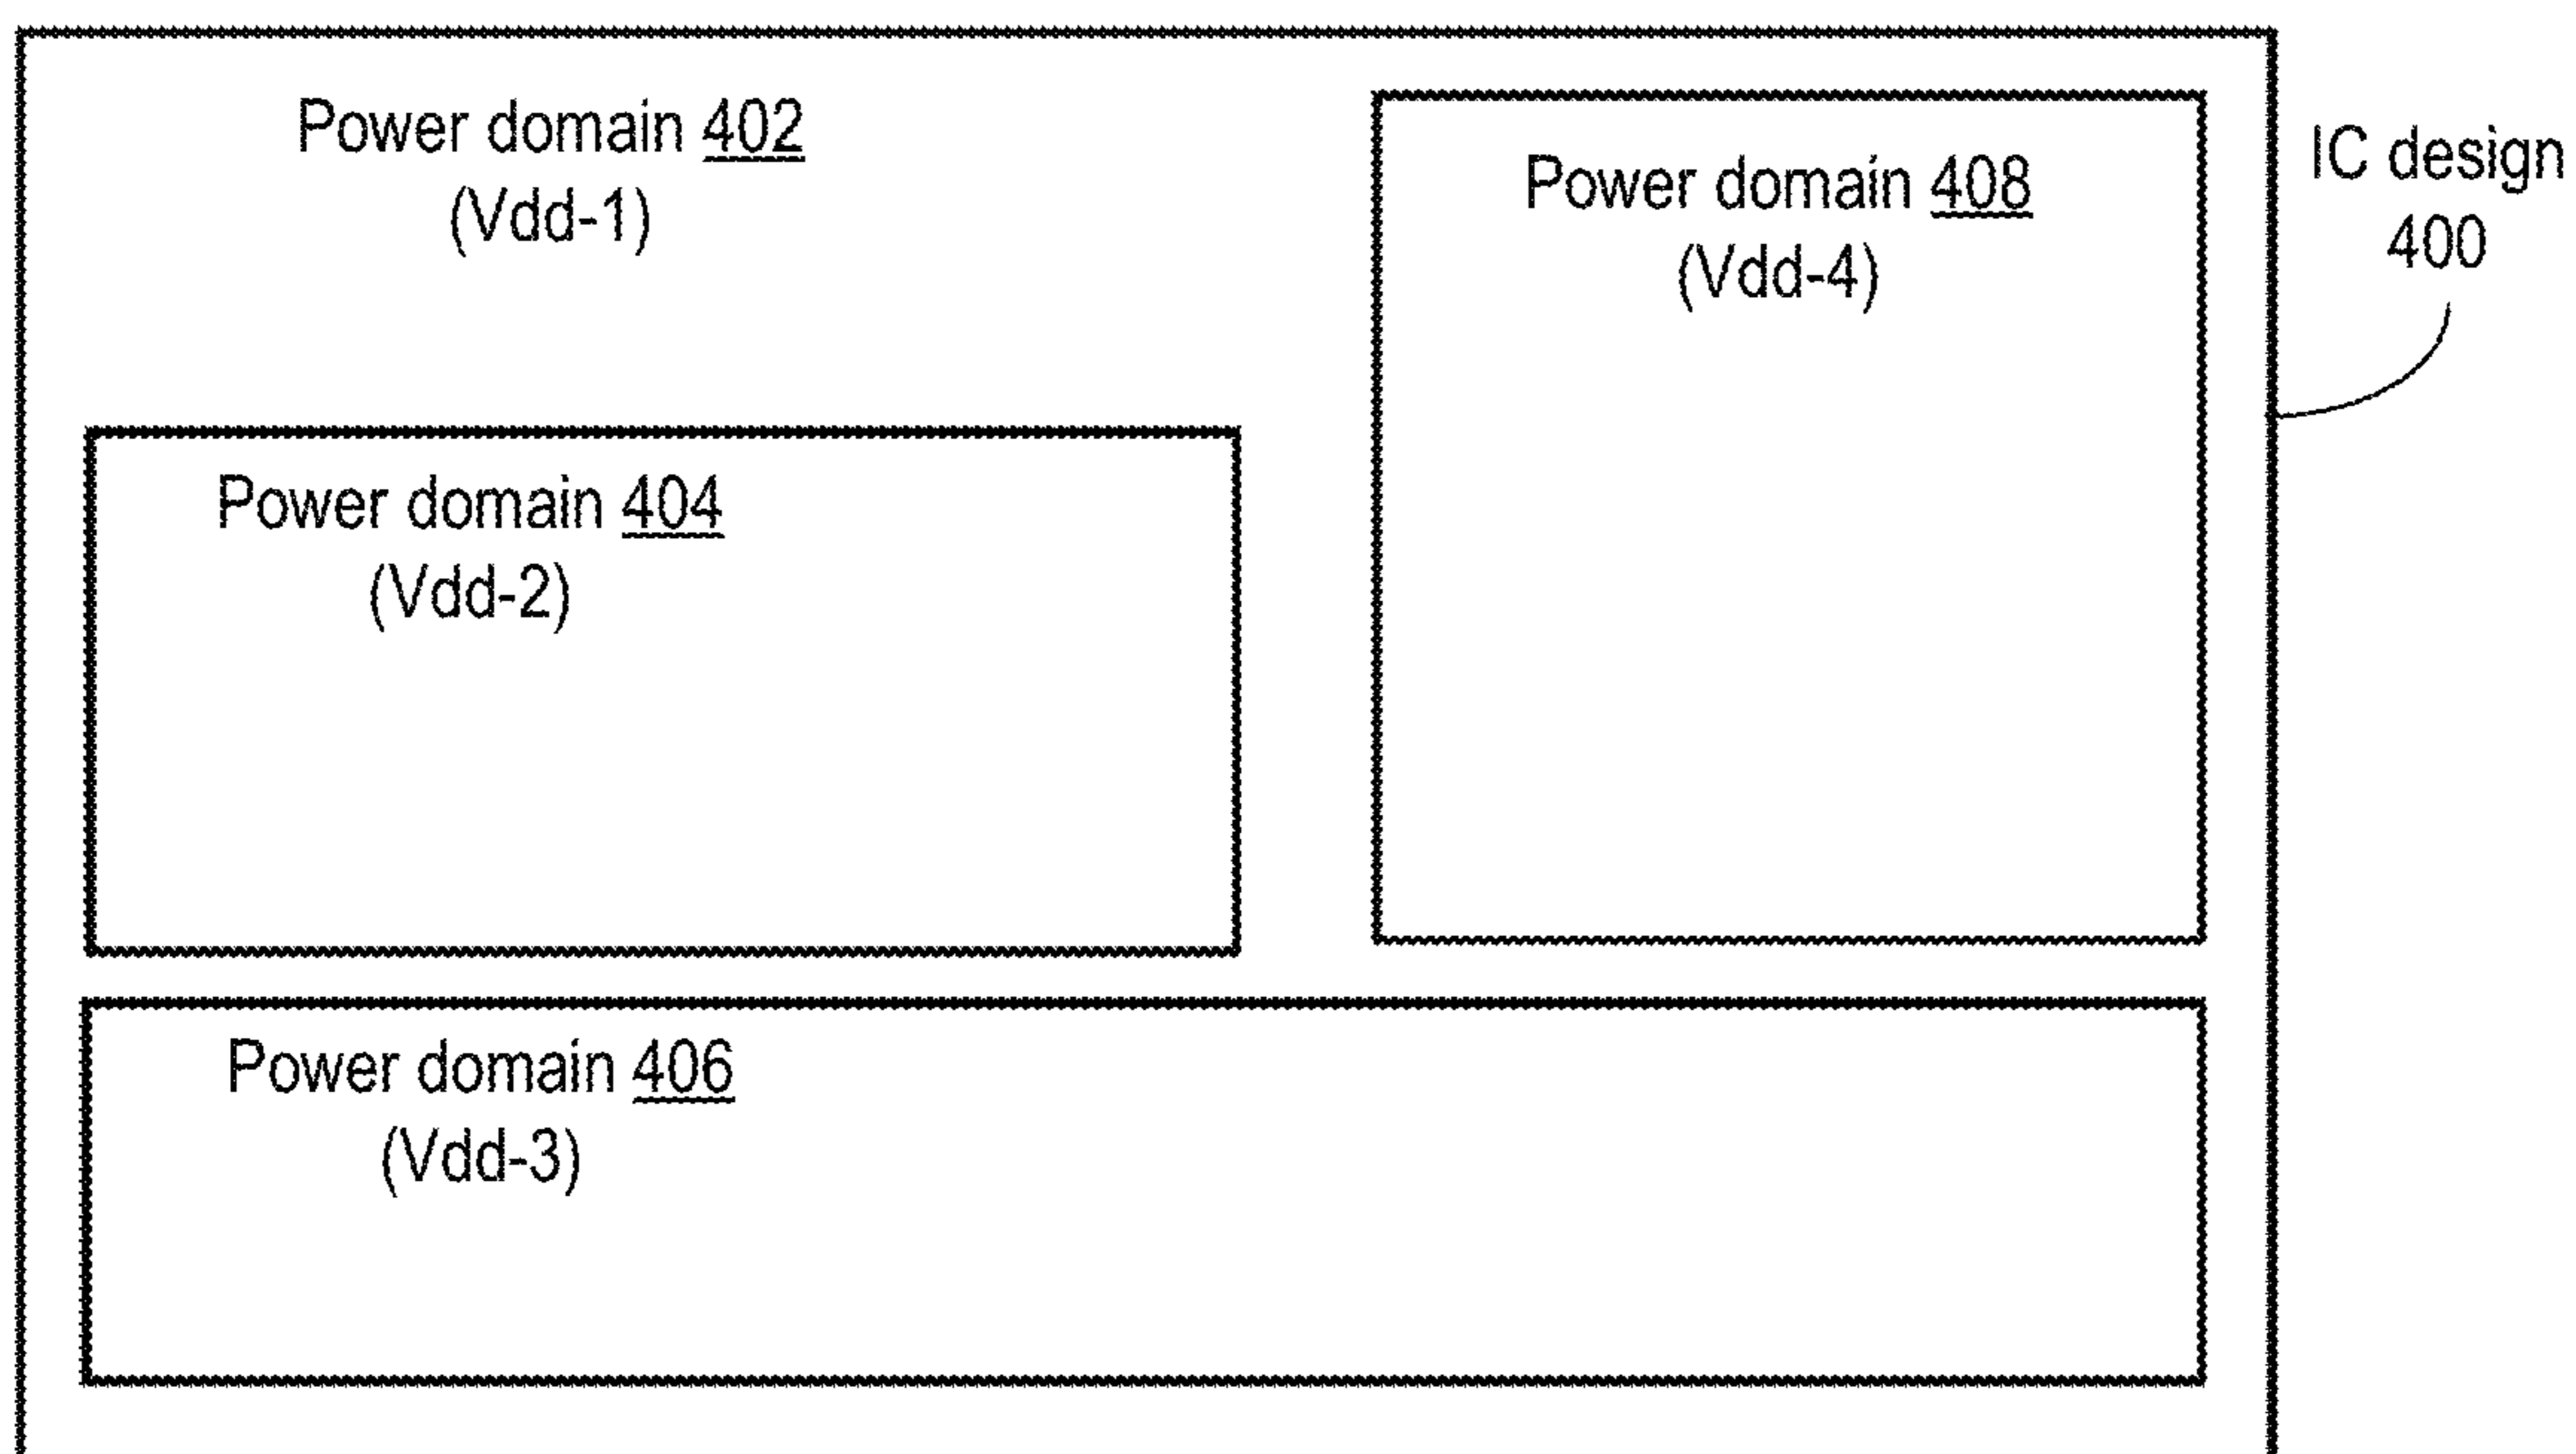 Power domain 402
(Vdd-1)
Power domain 408
(Vdd-4)
IC design
400
Power domain 404
(Vdd-2)
Power domain 406
(Vdd-3)